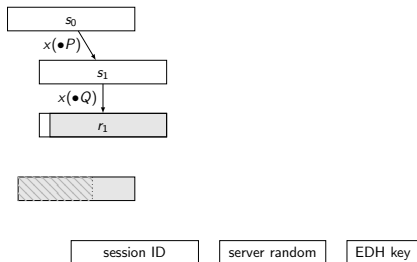 s₀
x(•P)
s₁
x(•Q)
r₁
session ID server random EDH key